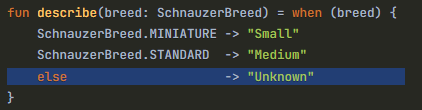 fun describe(breed: SchnauzerBreed) = when (breed) {
    SchnauzerBreed.MINIATURE -> "Small"
    SchnauzerBreed.STANDARD  -> "Medium"
    else                     -> "Unknown"
}